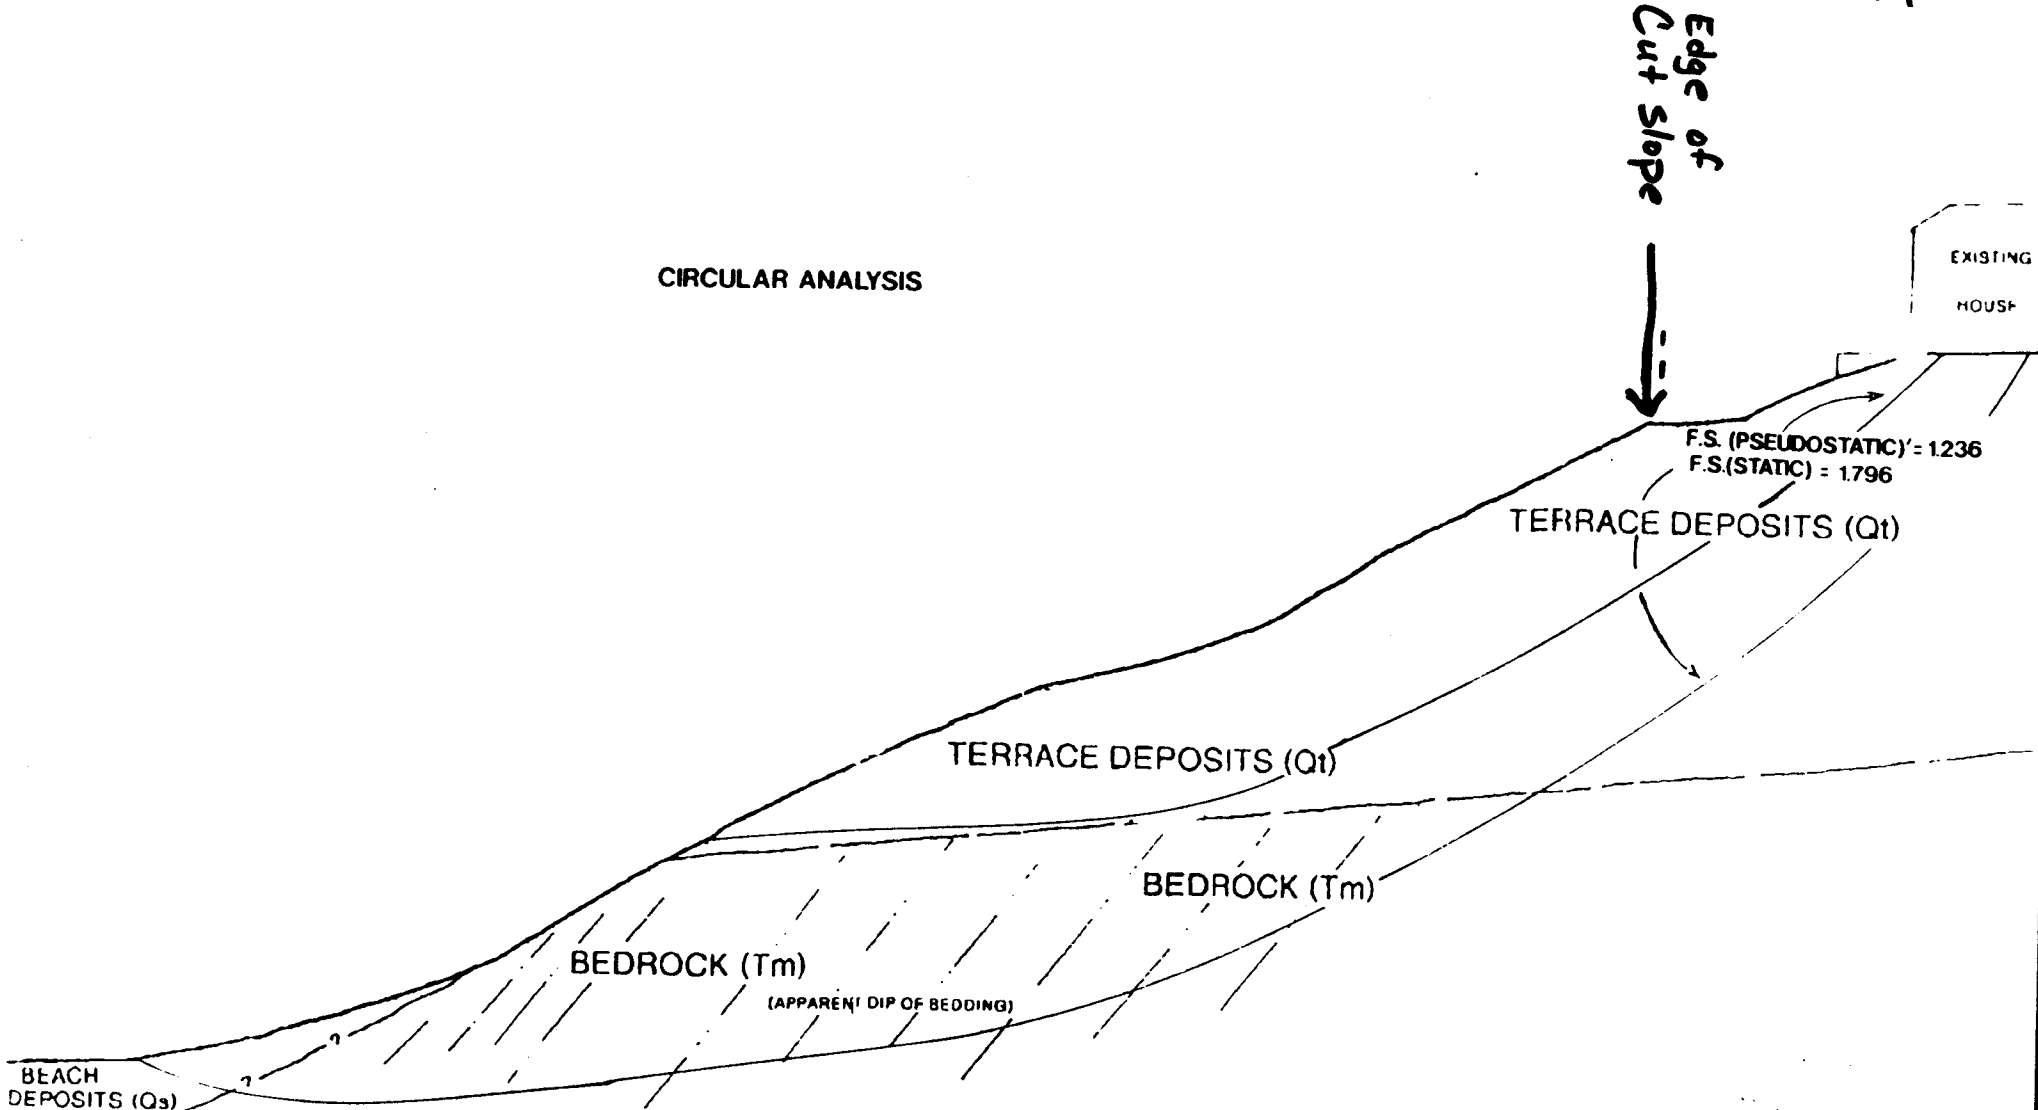 Edge of
Cut slope
CIRCULAR ANALYSIS
EXISTING
HOUSE
F.S. (PSEUDOSTATIC) = 1.236
F.S.(STATIC) = 1.796
TERRACE DEPOSITS (Qt)
TERRACE DEPOSITS (Qt)
BEDROCK (Tm)
BEDROCK (Tm)
(APPARENT DIP OF BEDDING)
?
?
BEACH
DEPOSITS (Qs)